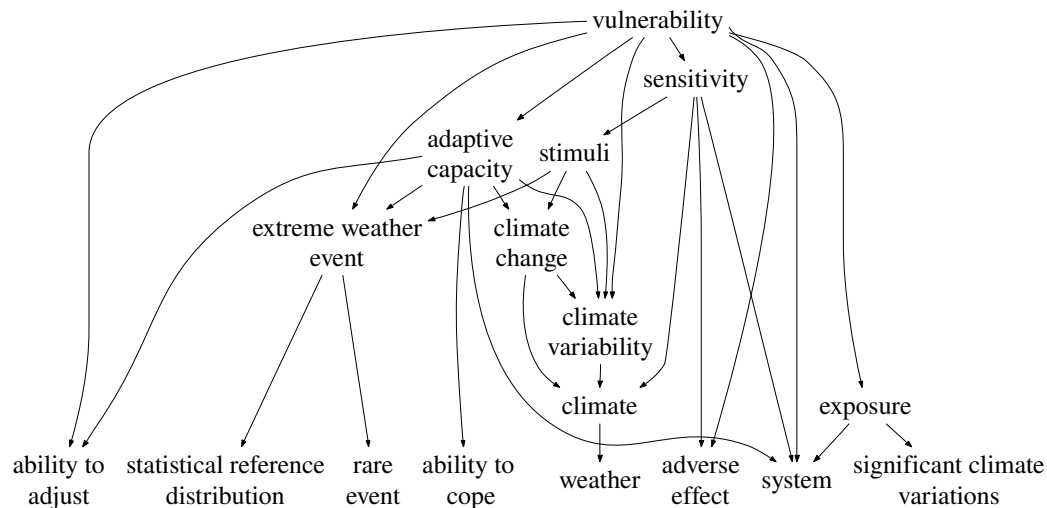 vulnerability
sensitivity
adaptive
capacity
stimuli
extreme weather
event
climate
change
climate
variability
climate
exposure
ability to
adjust
statistical reference
distribution
rare
event
ability to
cope
weather
adverse
effect
system
significant climate
variations